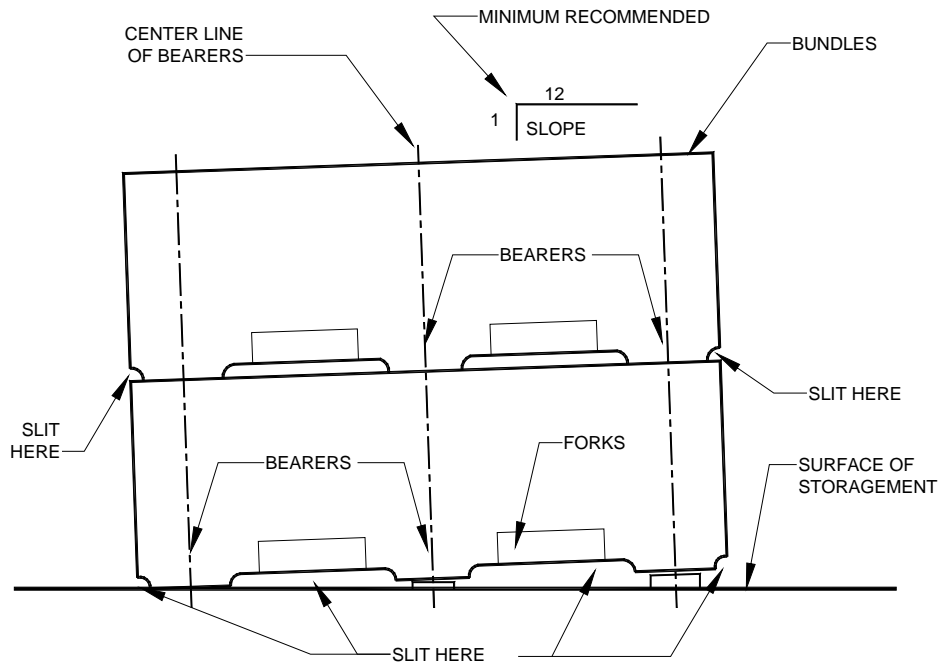 MINIMUM RECOMMENDED
CENTER LINE
OF BEARERS
BUNDLES
12
1
SLOPE
BEARERS
SLIT HERE
SLIT
HERE
FORKS
BEARERS
SURFACE OF
STORAGEMENT
SLIT HERE